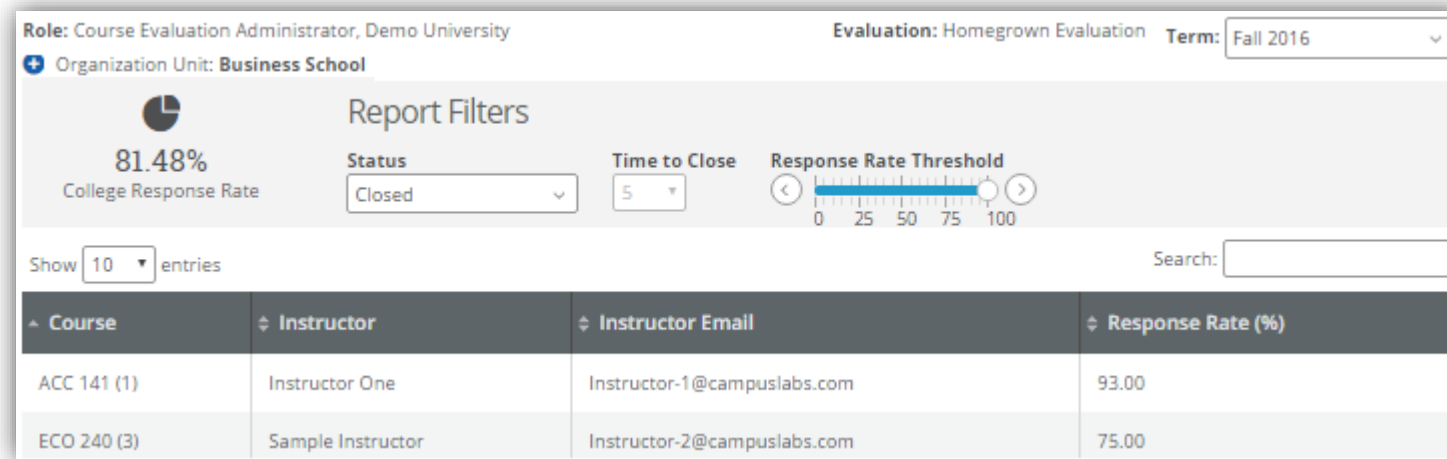 Role: Course Evaluation Administrator, Demo University
Evaluation: Homegrown Evaluation
Term: Fall 2016
Organization Unit: Business School
81.48%
College Response Rate
Report Filters
Status
Closed
Time to Close
5
Response Rate Threshold
0 25 50 75 100
Show 10 entries
Search:
Course Instructor Instructor Email Response Rate (%)
ACC 141 (1) Instructor One Instructor-1@campuslabs.com 93.00
ECO 240 (3) Sample Instructor Instructor-2@campuslabs.com 75.00